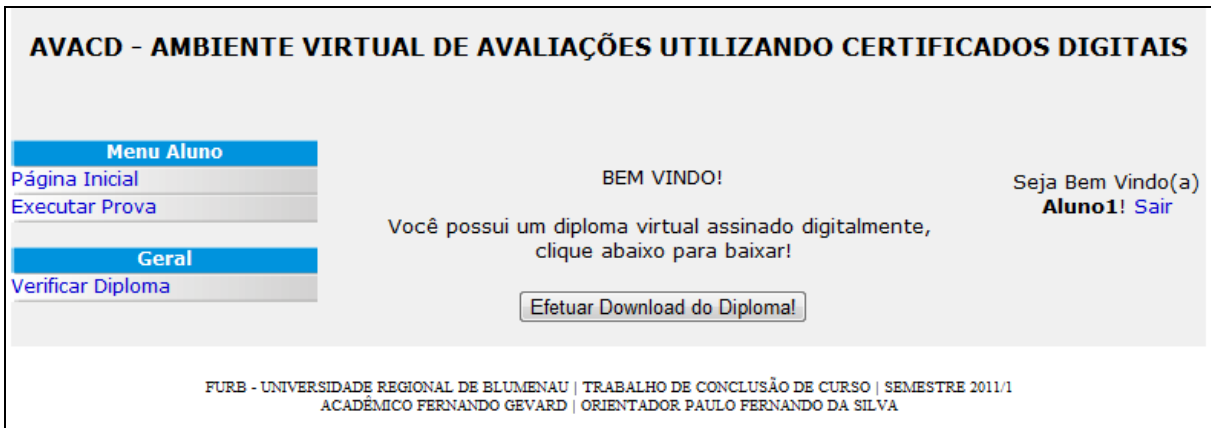 AVACD - AMBIENTE VIRTUAL DE AVALIAÇÕES UTILIZANDO CERTIFICADOS DIGITAIS
Menu Aluno
Página Inicial
Executar Prova
Geral
Verificar Diploma
BEM VINDO!
Você possui um diploma virtual assinado digitalmente,
clique abaixo para baixar!
Efetuar Download do Diploma!
Seja Bem Vindo(a)
Aluno1! Sair
FURB - UNIVERSIDADE REGIONAL DE BLUMENAU | TRABALHO DE CONCLUSÃO DE CURSO | SEMESTRE 2011/1
ACADÊMICO FERNANDO GEVARD | ORIENTADOR PAULO FERNANDO DA SILVA